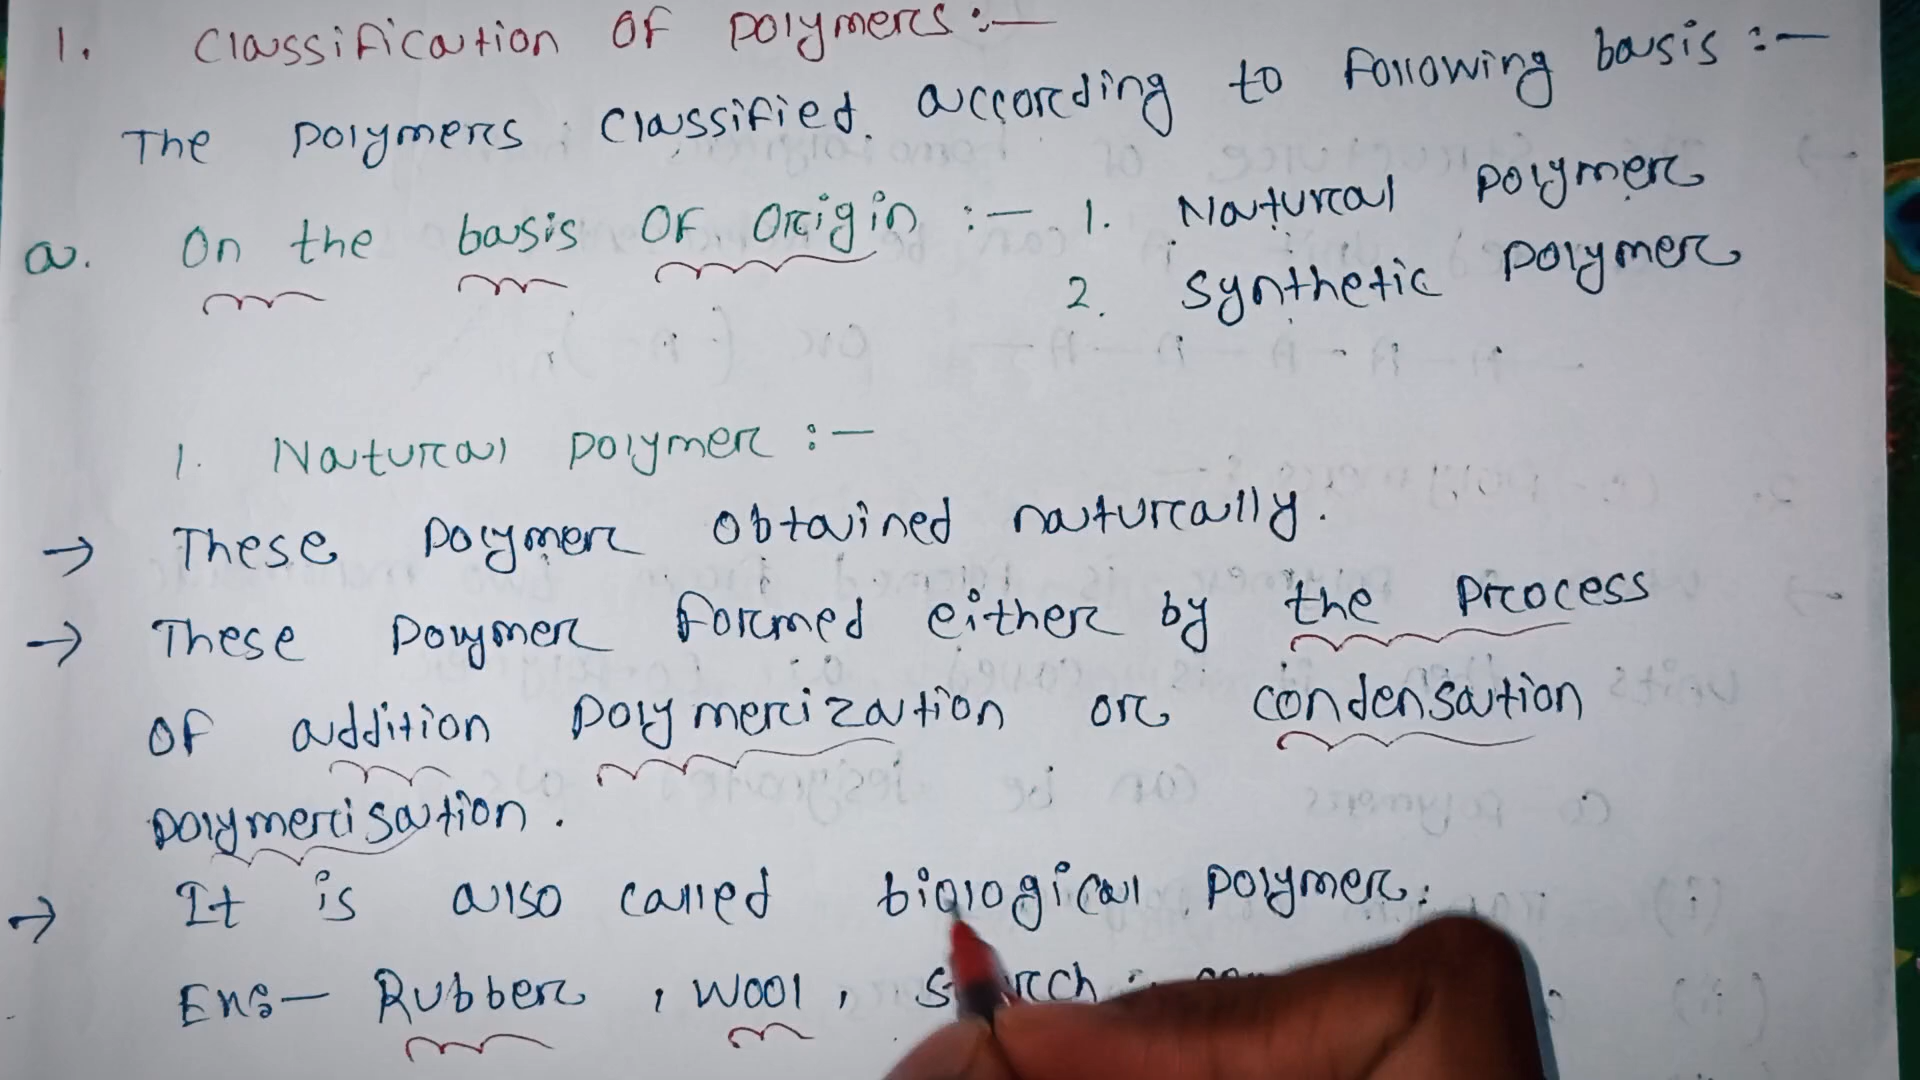 1. Classification of polymers :-
The polymers classified according to following basis :-
a. On the basis of origin :- 1. Natural polymer
2. Synthetic polymer
1. Natural polymer :-
→ These polymer obtained naturally.
→ These polymer formed either by the process
of addition polymerization or condensation
polymerisation.
→ It is also called biological polymer.
Exs- Rubber, wool,